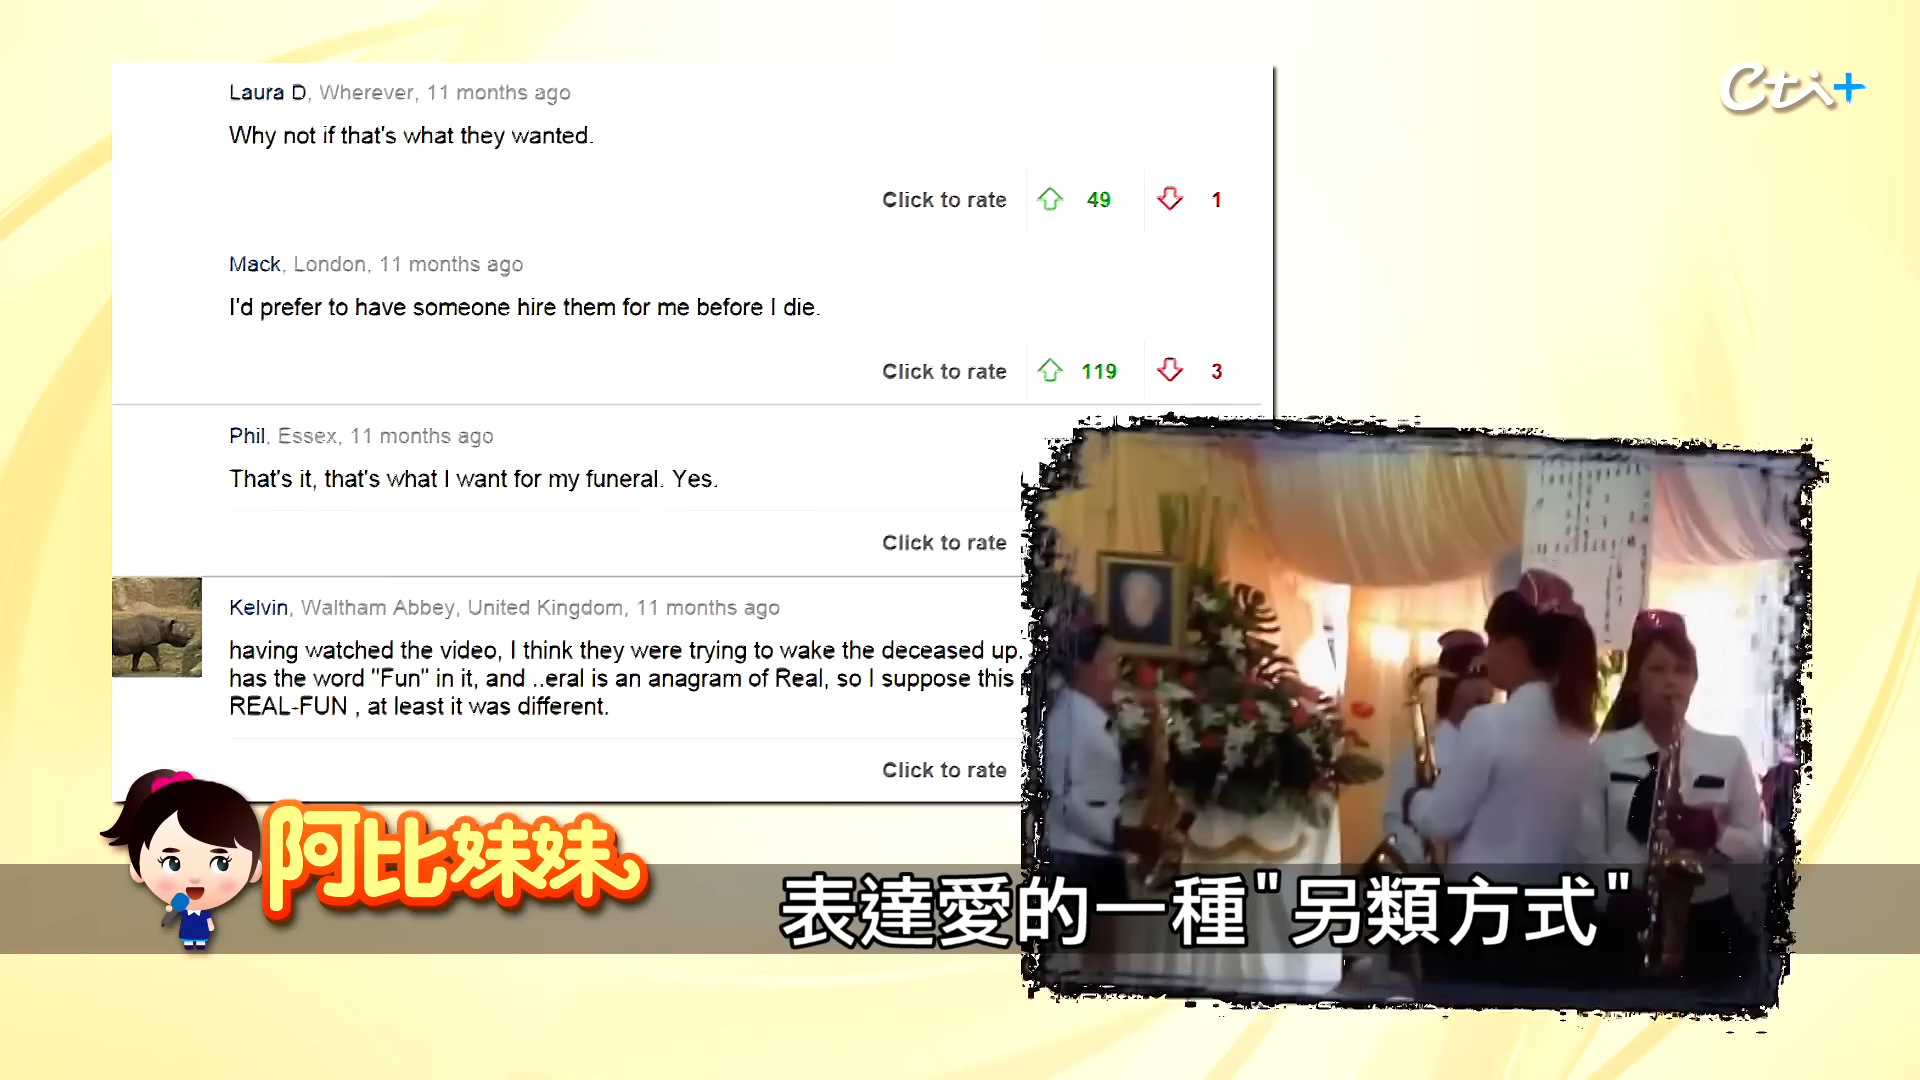 Cti+
Laura D, Wherever, 11 months ago
Why not if that's what they wanted.
Click to rate 49 1
Mack, London, 11 months ago
I'd prefer to have someone hire them for me before I die.
Click to rate 119 3
Phil, Essex, 11 months ago
That's it, that's what I want for my funeral. Yes.
Click to rate
Kelvin, Waltham Abbey, United Kingdom, 11 months ago
having watched the video, I think they were trying to wake the deceased up.
has the word "Fun" in it, and ..eral is an anagram of Real, so I suppose this
REAL-FUN , at least it was different.
Click to rate
阿比妹妹
表達愛的一種"另類方式"